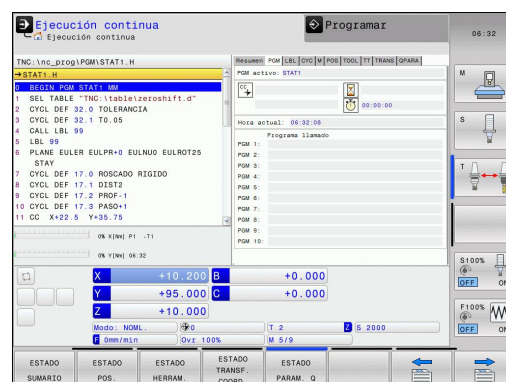 Ejecución continua
Ejecución continua
Programar
06:32
TNC:\nc_prog\PGM\STAT1.H
→STAT1.H
0 BEGIN PGM STAT1 MM
1 SEL TABLE "TNC:\table\zeroshift.d"
2 CYCL DEF 32.0 TOLERANCIA
3 CYCL DEF 32.1 T0.05
4 CALL LBL 99
5 LBL 99
6 PLANE EULER EULPR+0 EULNU0 EULROT25
STAY
7 CYCL DEF 17.0 ROSCADO RIGIDO
8 CYCL DEF 17.1 DIST2
9 CYCL DEF 17.2 PROF-1
10 CYCL DEF 17.3 PASO+1
11 CC X+22.5 Y+35.75
0% X[Nm] P1 -T1
0% Y[Nm] 06:32
Resumen PGM LBL CYC M POS TOOL TT TRANS QPARA
PGM activo: STAT1
CC
00:00:00
Hora actual: 06:32:08
Programa llamado
PGM 1:
PGM 2:
PGM 3:
PGM 4:
PGM 5:
PGM 6:
PGM 7:
PGM 8:
PGM 9:
PGM 10:
X +10.200 B +0.000
Y +95.000 C +0.000
Z +10.000
Modo: NOML. 0 T 2 Z S 2000
F 0mm/min Ovr 100% M 5/9
M
S
T
S100%
OFF ON
F100%
OFF ON
ESTADO SUMARIO
ESTADO POS.
ESTADO HERRAM.
ESTADO TRANSF. COORD.
ESTADO PARAM. Q